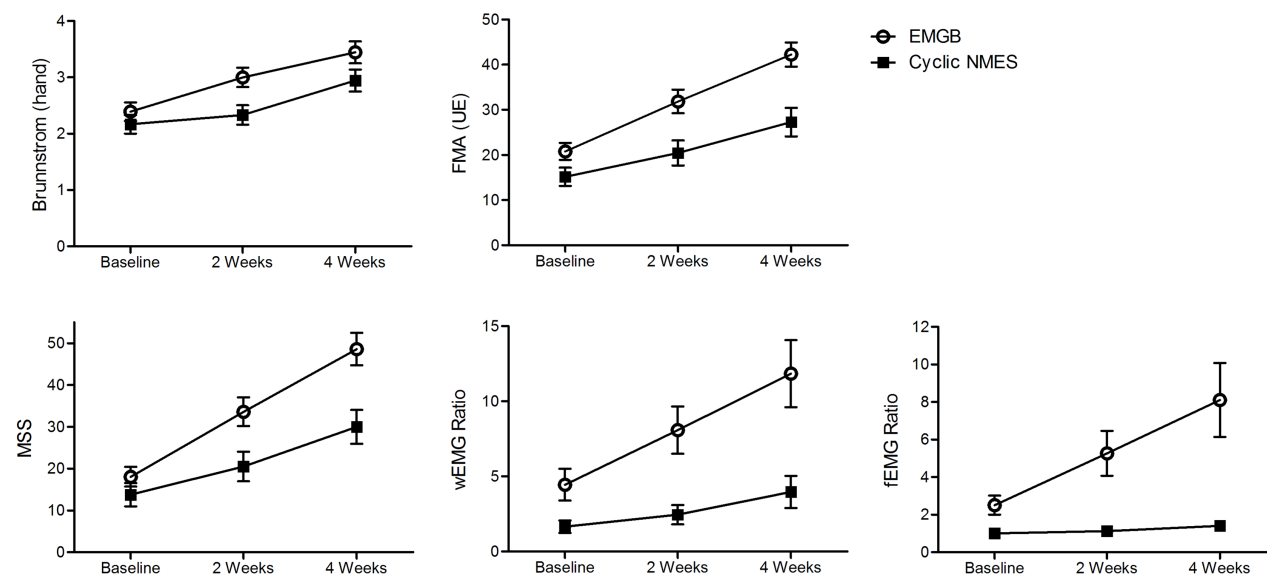 Brunnstrom (hand)
4
3
2
1
0
Baseline
2 Weeks
4 Weeks
FMA (UE)
50
40
30
20
10
0
Baseline
2 Weeks
4 Weeks
EMGB
Cyclic NMES
MSS
50
40
30
20
10
0
Baseline
2 Weeks
4 Weeks
wEMG Ratio
15
10
5
0
Baseline
2 Weeks
4 Weeks
fEMG Ratio
12
10
8
6
4
2
0
Baseline
2 Weeks
4 Weeks